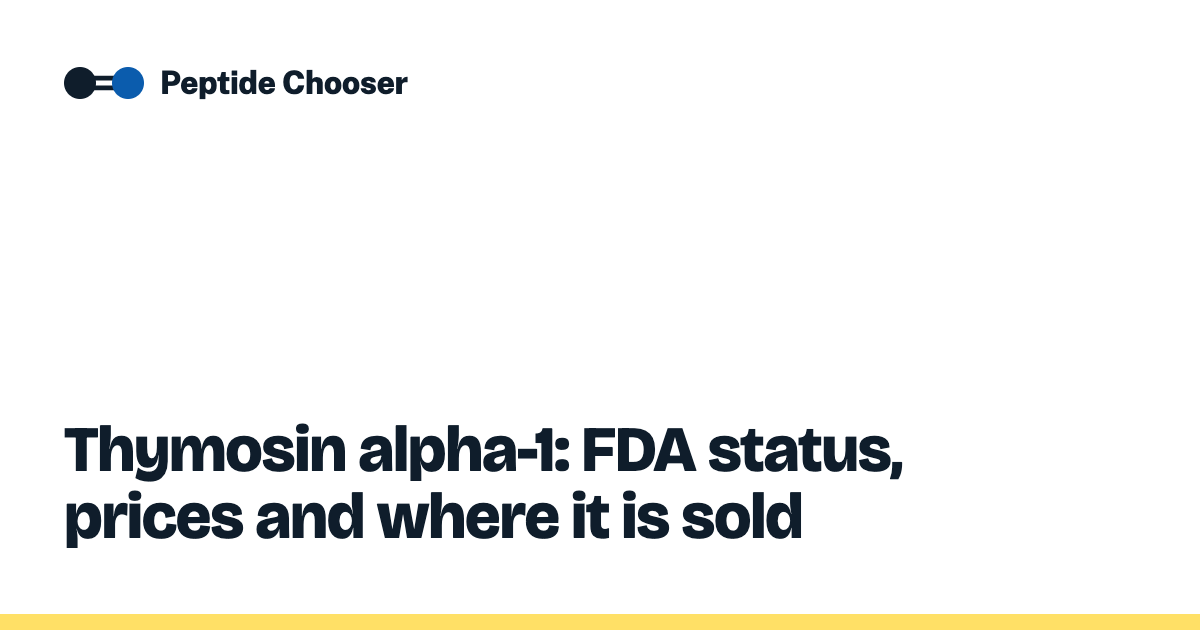 Peptide Chooser
Thymosin alpha-1: FDA status,
prices and where it is sold